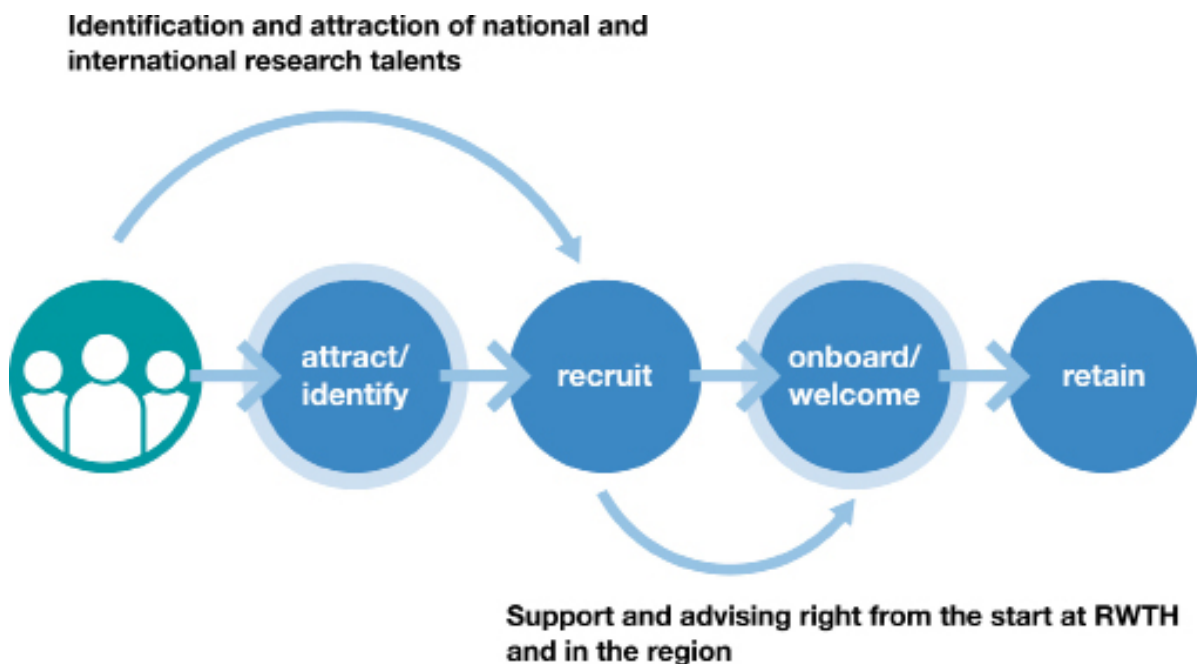 Identification and attraction of national and
international research talents
attract/
identify
recruit
onboard/
welcome
retain
Support and advising right from the start at RWTH
and in the region